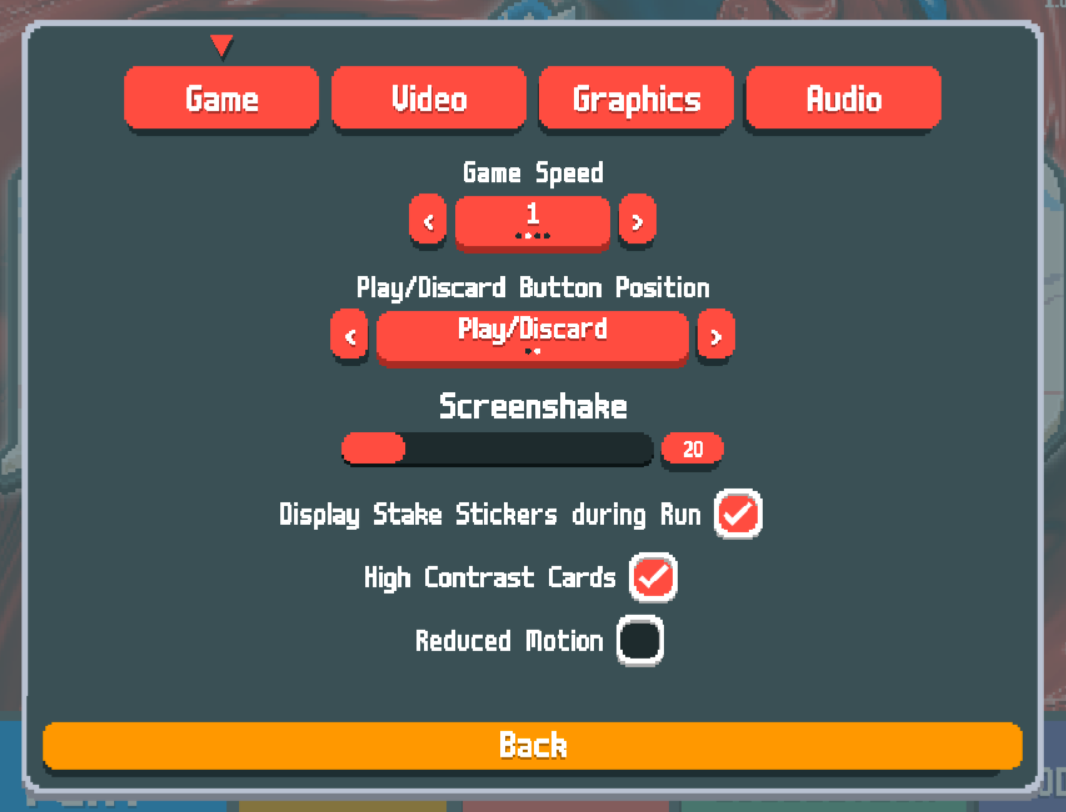 Game
Video
Graphics
Audio
Game Speed
< 1 >
Play/Discard Button Position
< Play/Discard >
Screenshake
20
Display Stake Stickers during Run
High Contrast Cards
Reduced Motion
Back